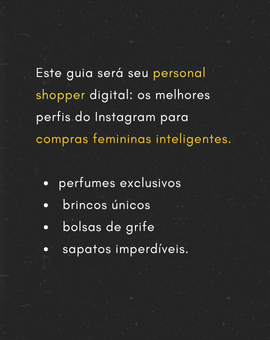 Este guia será seu personal
shopper digital: os melhores
perfis do Instagram para
compras femininas inteligentes.
• perfumes exclusivos
• brincos únicos
• bolsas de grife
• sapatos imperdíveis.